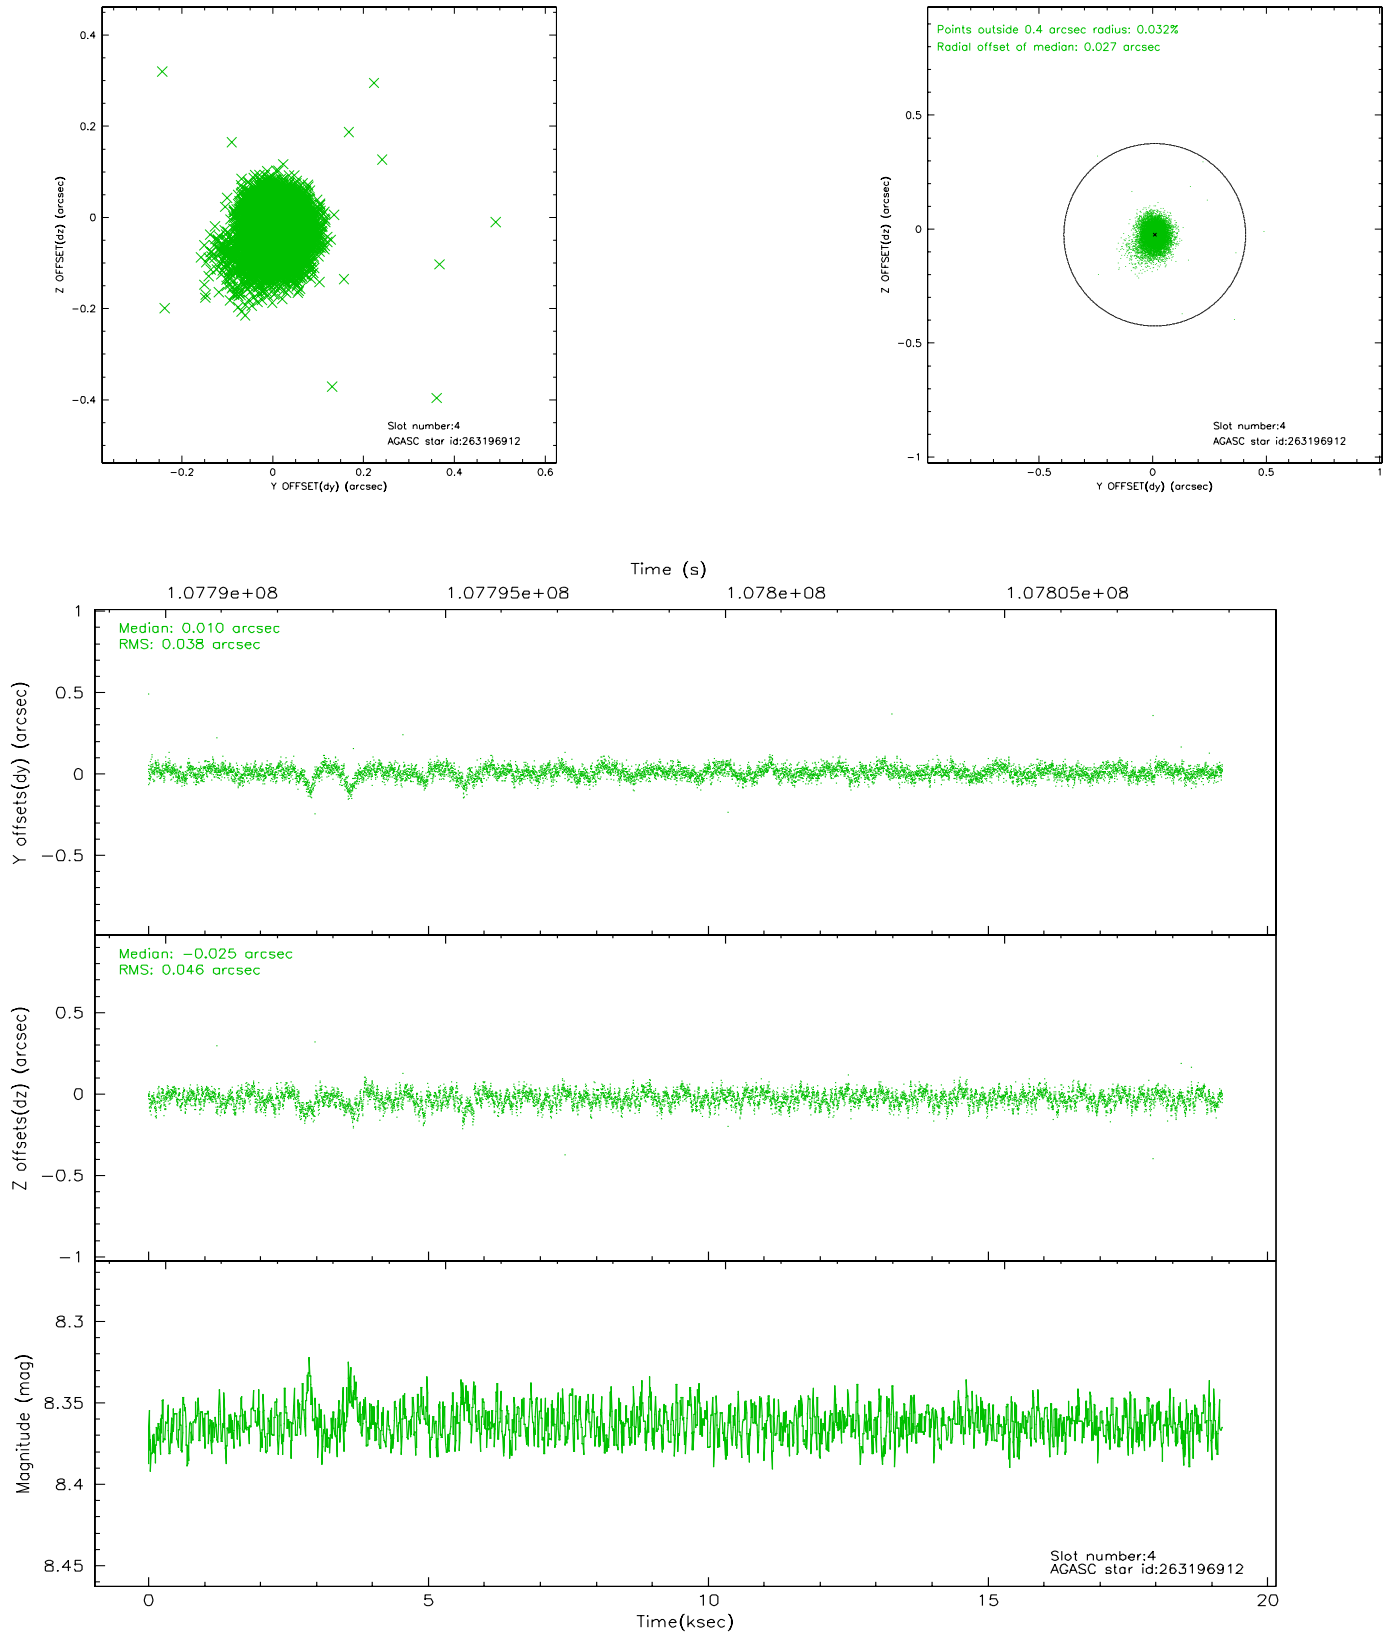 0.4
0.2
0
−0.2
−0.4
Z OFFSET(dz) (arcsec)
Slot number:4
AGASC star id:263196912
−0.2 0 0.2 0.4 0.6
Y OFFSET(dy) (arcsec)
Points outside 0.4 arcsec radius: 0.032%
Radial offset of median: 0.027 arcsec
0.5
0
−0.5
−1
Z OFFSET(dz) (arcsec)
Slot number:4
AGASC star id:263196912
−0.5 0 0.5 1
Y OFFSET(dy) (arcsec)
Time (s)
1.0779e+08 1.07795e+08 1.078e+08 1.07805e+08
Median: 0.010 arcsec
RMS: 0.038 arcsec
1
0.5
0
−0.5
Y offsets(dy) (arcsec)
Median: −0.025 arcsec
RMS: 0.046 arcsec
0.5
0
−0.5
−1
Z offsets(dz) (arcsec)
8.3
8.35
8.4
8.45
Magnitude (mag)
Slot number:4
AGASC star id:263196912
0 5 10 15 20
Time(ksec)